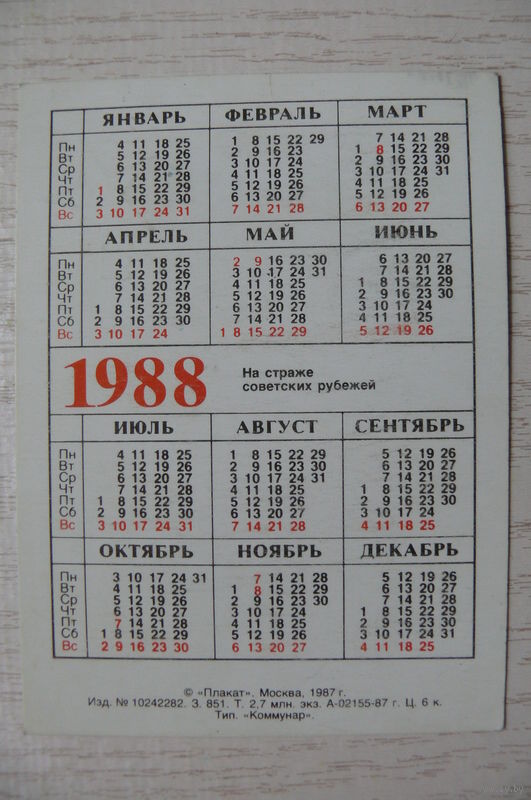 ЯНВАРЬ ФЕВРАЛЬ МАРТ
Пн 4 11 18 25 1 8 15 22 29 7 14 21 28
Вт 5 12 19 26 2 9 16 23 1 8 15 22 29
Ср 6 13 20 27 3 10 17 24 2 9 16 23 30
Чт 7 14 21 28 4 11 18 25 3 10 17 24 31
Пт 1 8 15 22 29 5 12 19 26 4 11 18 25
Сб 2 9 16 23 30 6 13 20 27 5 12 19 26
Вс 3 10 17 24 31 7 14 21 28 6 13 20 27
АПРЕЛЬ МАЙ ИЮНЬ
Пн 4 11 18 25 2 9 16 23 30 6 13 20 27
Вт 5 12 19 26 3 10 17 24 31 7 14 21 28
Ср 6 13 20 27 4 11 18 25 1 8 15 22 29
Чт 7 14 21 28 5 12 19 26 2 9 16 23 30
Пт 1 8 15 22 29 6 13 20 27 3 10 17 24
Сб 2 9 16 23 30 7 14 21 28 4 11 18 25
Вс 3 10 17 24 1 8 15 22 29 5 12 19 26
1988
На страже
советских рубежей
ИЮЛЬ АВГУСТ СЕНТЯБРЬ
Пн 4 11 18 25 1 8 15 22 29 5 12 19 26
Вт 5 12 19 26 2 9 16 23 30 6 13 20 27
Ср 6 13 20 27 3 10 17 24 31 7 14 21 28
Чт 7 14 21 28 4 11 18 25 1 8 15 22 29
Пт 1 8 15 22 29 5 12 19 26 2 9 16 23 30
Сб 2 9 16 23 30 6 13 20 27 3 10 17 24
Вс 3 10 17 24 31 7 14 21 28 4 11 18 25
ОКТЯБРЬ НОЯБРЬ ДЕКАБРЬ
Пн 3 10 17 24 31 7 14 21 28 5 12 19 26
Вт 4 11 18 25 1 8 15 22 29 6 13 20 27
Ср 5 12 19 26 2 9 16 23 30 7 14 21 28
Чт 6 13 20 27 3 10 17 24 1 8 15 22 29
Пт 7 14 21 28 4 11 18 25 2 9 16 23 30
Сб 1 8 15 22 29 5 12 19 26 3 10 17 24 31
Вс 2 9 16 23 30 6 13 20 27 4 11 18 25
© «Плакат». Москва, 1987 г.
Изд. № 10242282. З. 851. Т. 2,7 млн. экз. А-02155-87 г. Ц. 6 к.
Тип. «Коммунар».